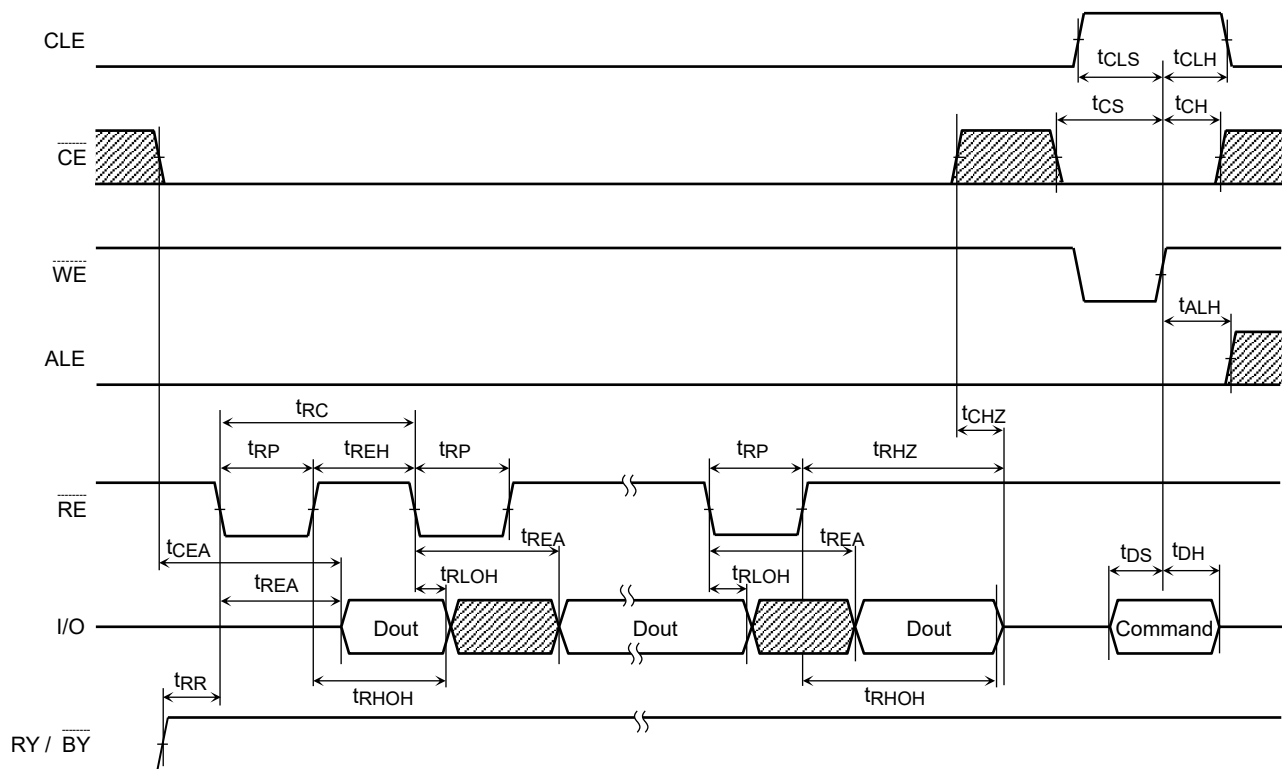 CLE
tCLS tCLH
tCS tCH
CE
WE
tALH
ALE
tRC
tCHZ
tRP tREH tRP tRP tRHZ
RE
tCEA tREA tREA
tREA tRLOH tRLOH tDS tDH
I/O Dout Dout Dout Command
tRR tRHOH tRHOH
RY / BY